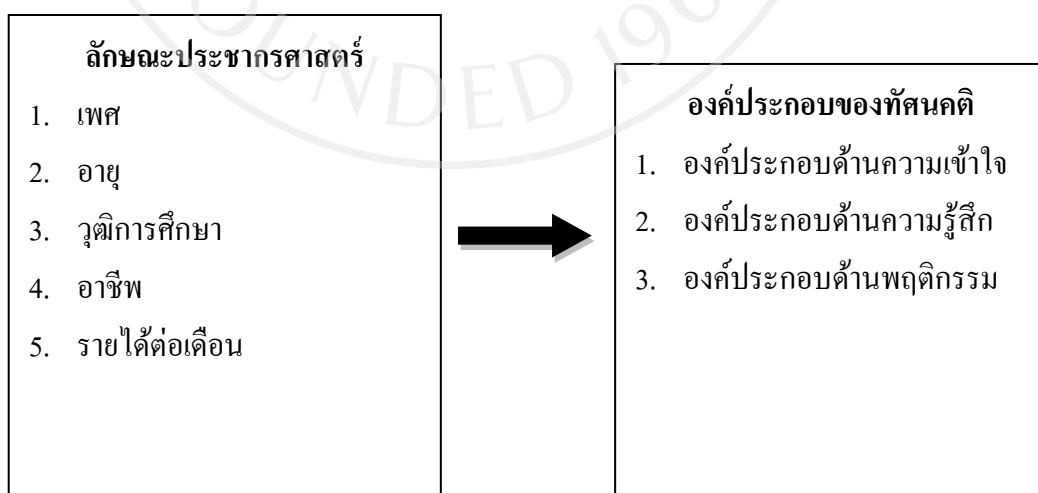 ลักษณะประชากรศาสตร์
1. เพศ
2. อายุ
3. วุฒิการศึกษา
4. อาชีพ
5. รายได้ต่อเดือน
องค์ประกอบของทัศนคติ
1. องค์ประกอบด้านความเข้าใจ
2. องค์ประกอบด้านความรู้สึก
3. องค์ประกอบด้านพฤติกรรม